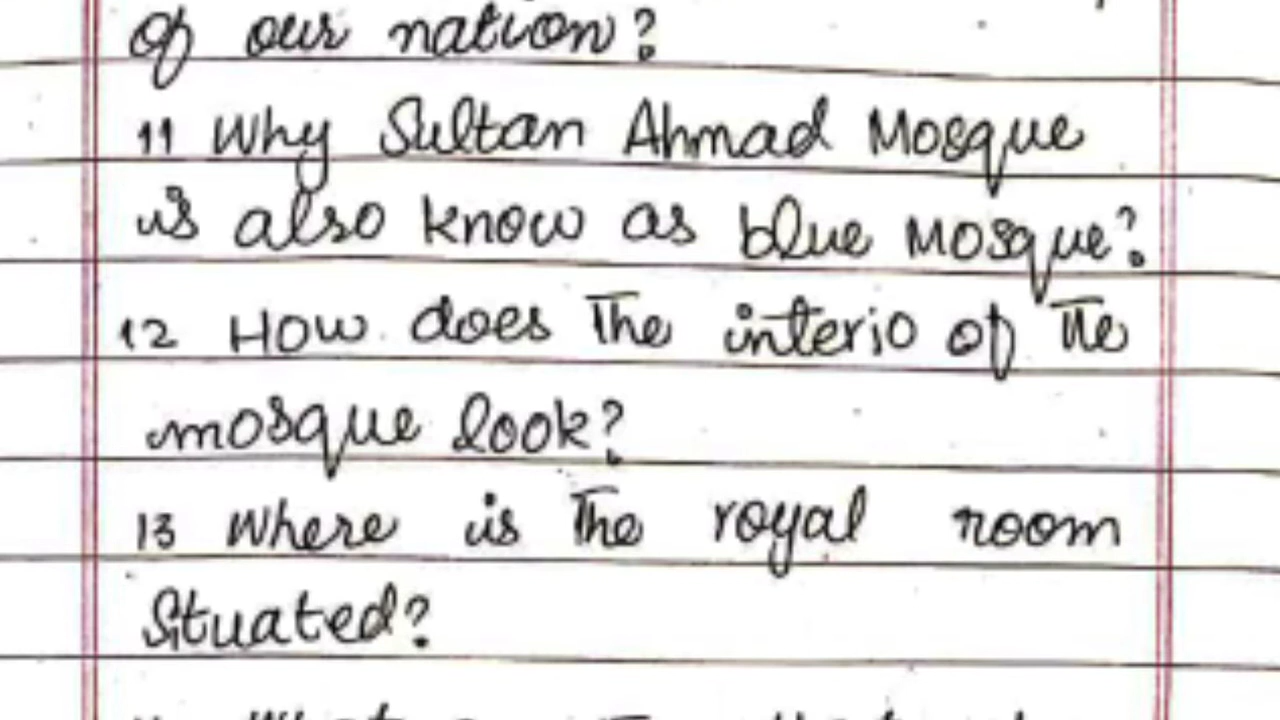 of our nation?
11 Why Sultan Ahmad Mosque
is also know as blue Mosque?
12 How does The interio of The
mosque look?
13 Where is The royal room
Stuated?